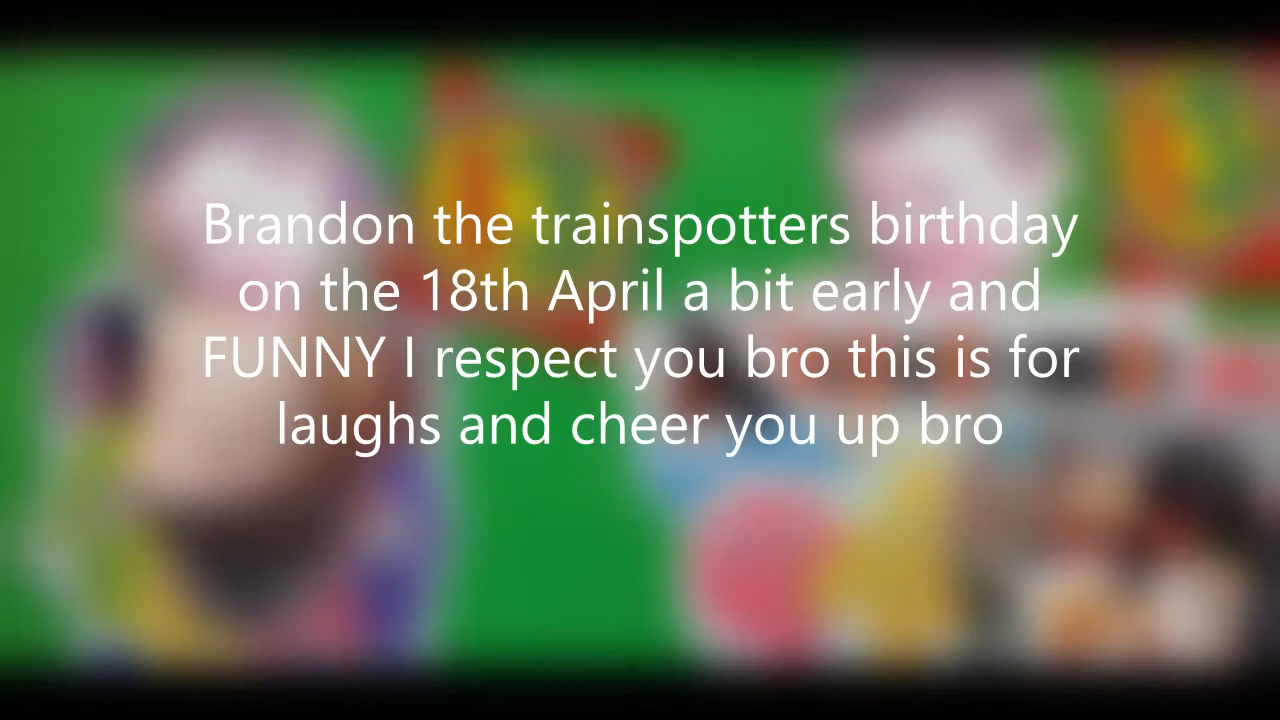 Brandon the trainspotters birthday
on the 18th April a bit early and
FUNNY I respect you bro this is for
laughs and cheer you up bro